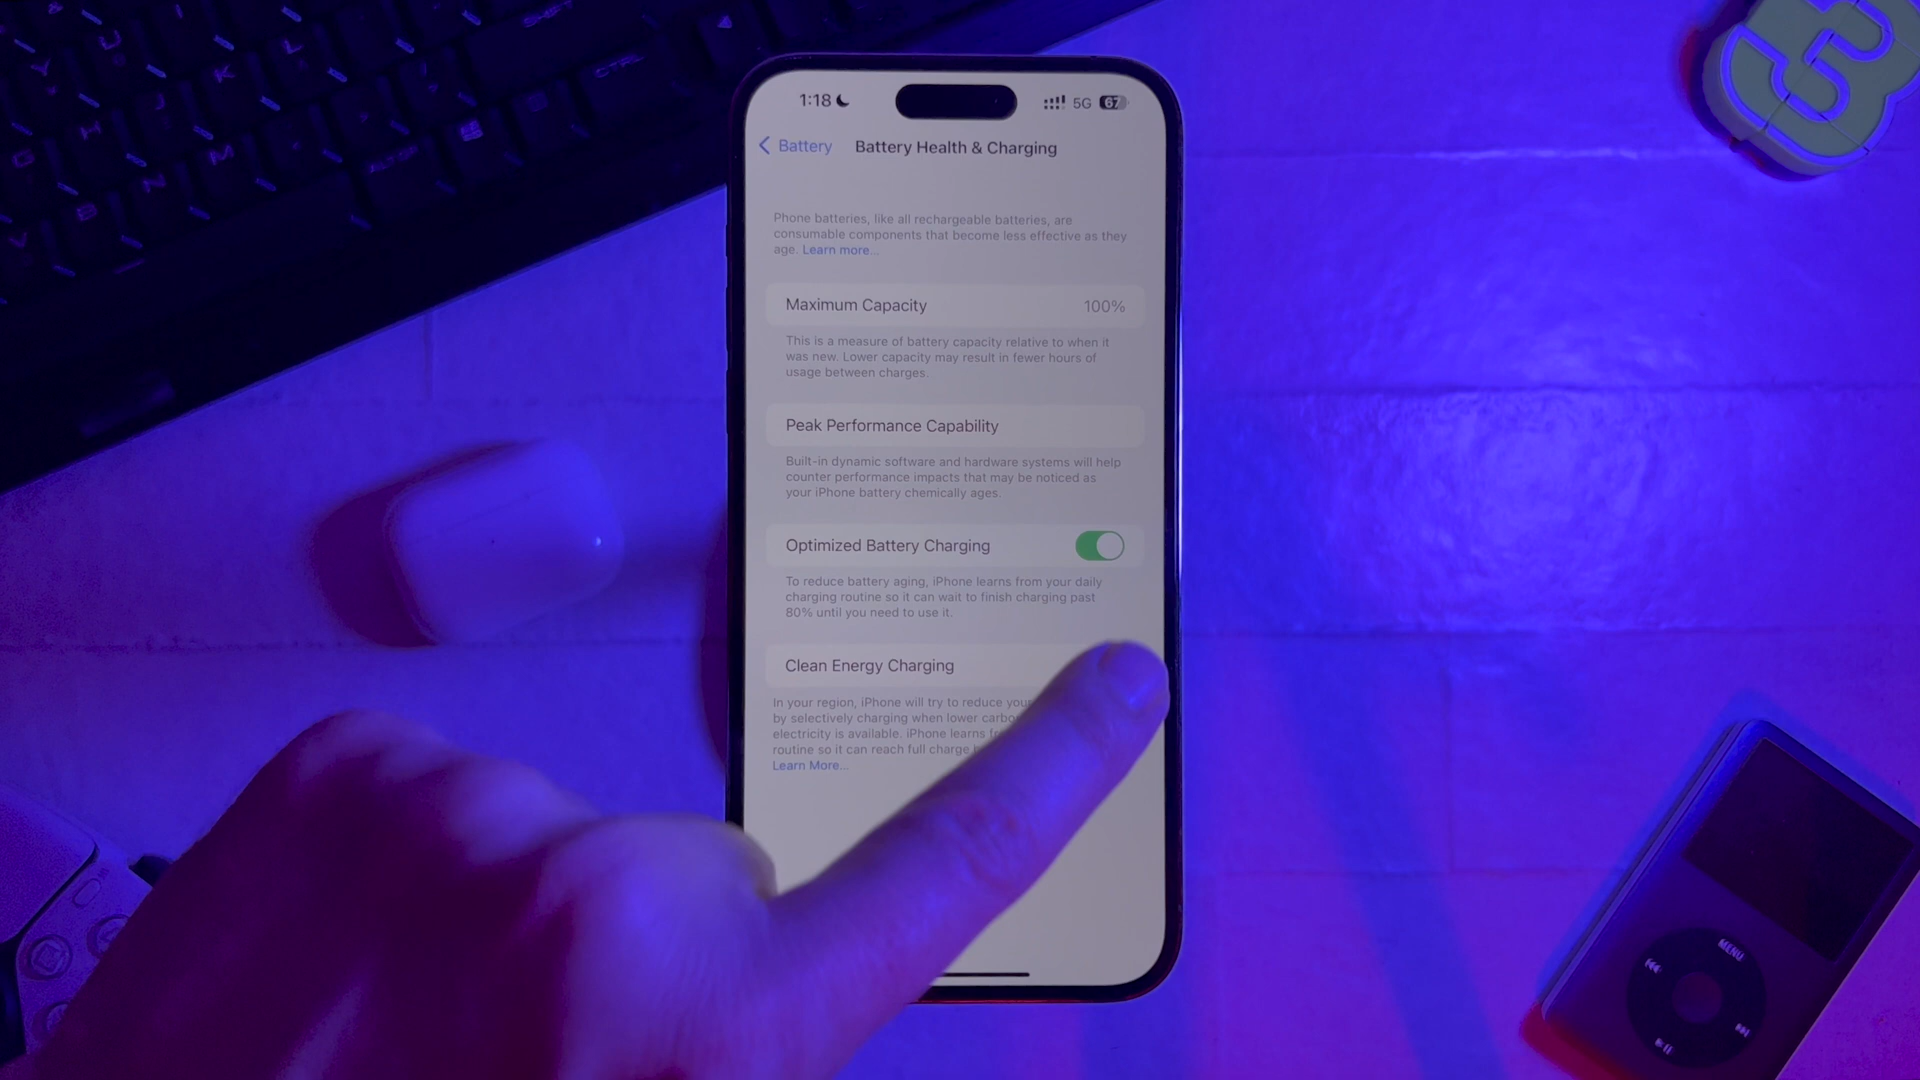 1:18 5G 67
Battery Battery Health & Charging
Phone batteries, like all rechargeable batteries, are
consumable components that become less effective as they
age. Learn more...
Maximum Capacity 100%
This is a measure of battery capacity relative to when it
was new. Lower capacity may result in fewer hours of
usage between charges.
Peak Performance Capability
Built-in dynamic software and hardware systems will help
counter performance impacts that may be noticed as
your iPhone battery chemically ages.
Optimized Battery Charging
To reduce battery aging, iPhone learns from your daily
charging routine so it can wait to finish charging past
80% until you need to use it.
Clean Energy Charging
In your region, iPhone will try to reduce your
by selectively charging when lower
electricity is available. iPhone learns
routine so it can reach full charge
Learn More...
MENU
SHIFT
CTRL
ALT
J
K
L
H
M
N
B